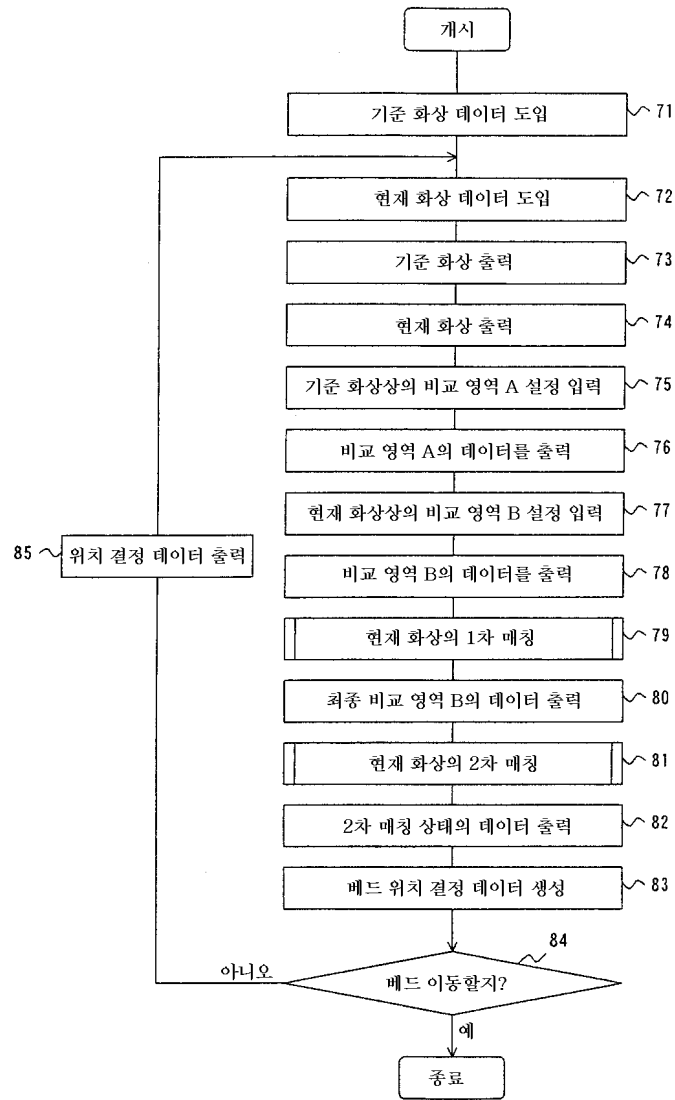 개시
기준 화상 데이터 도입 71
현재 화상 데이터 도입 72
기준 화상 출력 73
현재 화상 출력 74
기준 화상상의 비교 영역 A 설정 입력 75
비교 영역 A의 데이터를 출력 76
현재 화상상의 비교 영역 B 설정 입력 77
85 위치 결정 데이터 출력
비교 영역 B의 데이터를 출력 78
현재 화상의 1차 매칭 79
최종 비교 영역 B의 데이터 출력 80
현재 화상의 2차 매칭 81
2차 매칭 상태의 데이터 출력 82
베드 위치 결정 데이터 생성 83
84
아니오
베드 이동할지?
예
종료